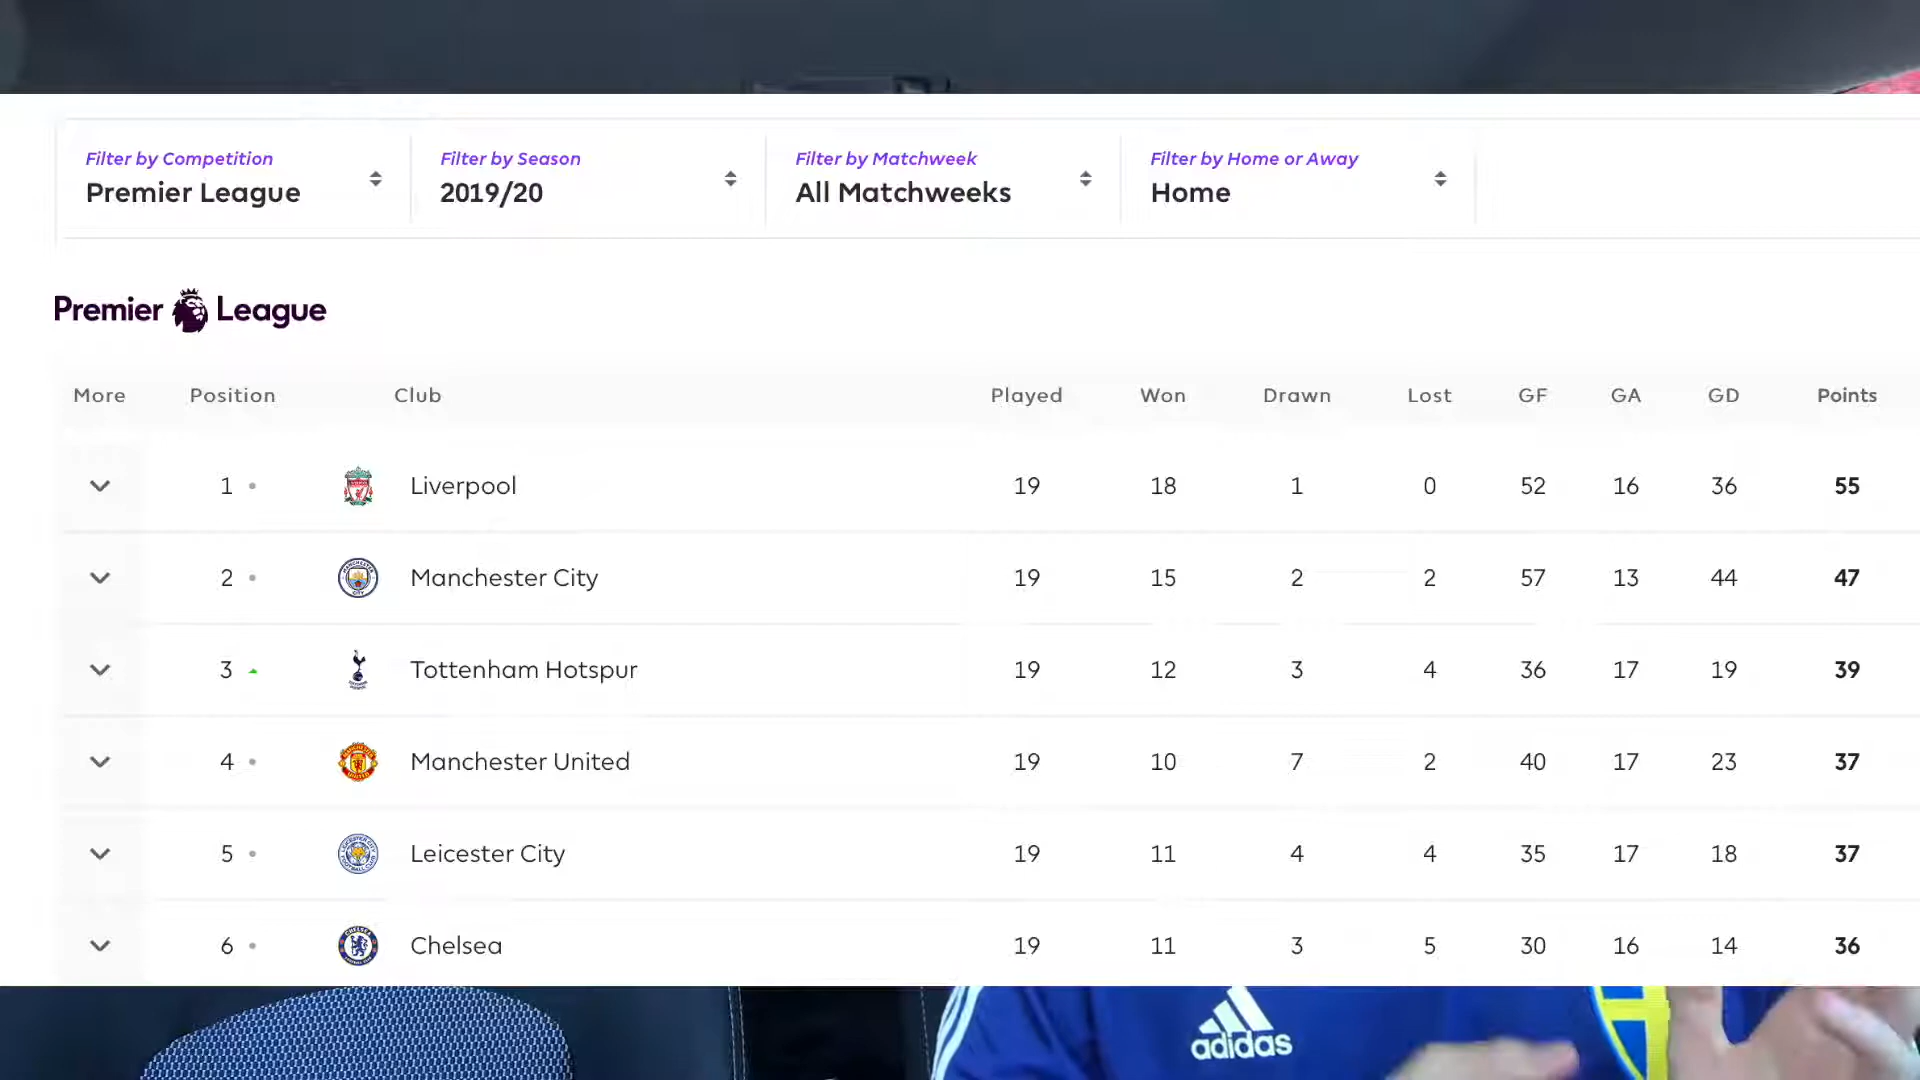 Filter by Competition Filter by Season Filter by Matchweek Filter by Home or Away
Premier League 2019/20 All Matchweeks Home
Premier League
More Position Club Played Won Drawn Lost GF GA GD Points
1 Liverpool 19 18 1 0 52 16 36 55
2 Manchester City 19 15 2 2 57 13 44 47
3 Tottenham Hotspur 19 12 3 4 36 17 19 39
4 Manchester United 19 10 7 2 40 17 23 37
5 Leicester City 19 11 4 4 35 17 18 37
6 Chelsea 19 11 3 5 30 16 14 36
adidas